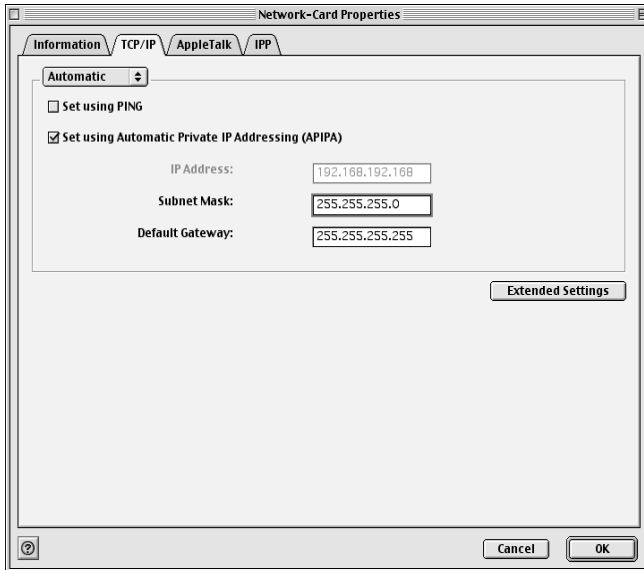 Network-Card Properties
Information TCP/IP AppleTalk IPP
Automatic
Set using PING
Set using Automatic Private IP Addressing (APIPA)
IP Address: 192.168.192.168
Subnet Mask: 255.255.255.0
Default Gateway: 255.255.255.255
Extended Settings
? Cancel OK